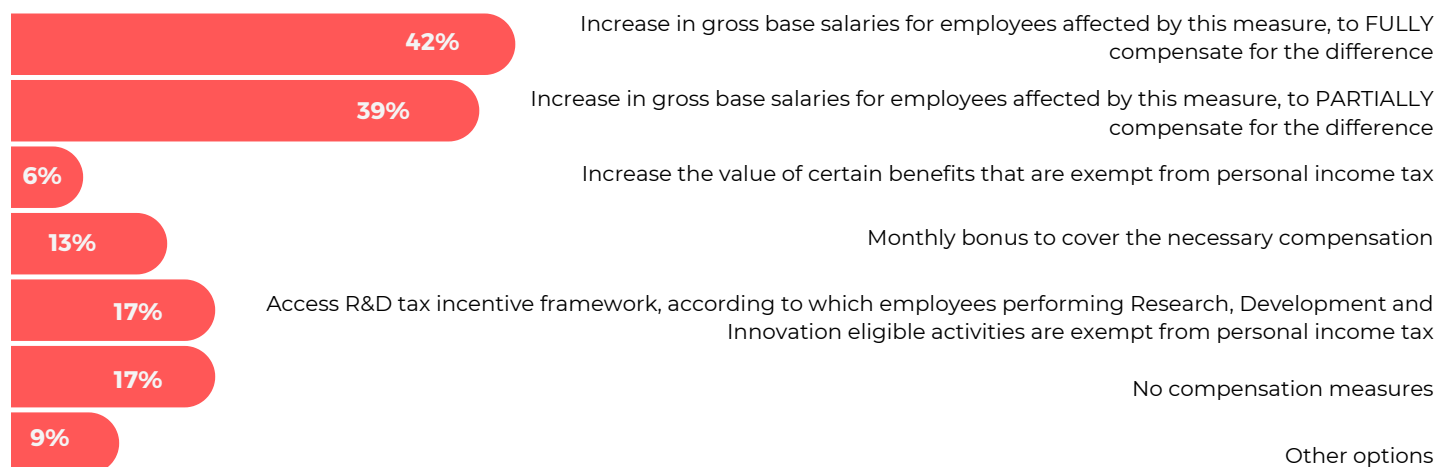 42%
Increase in gross base salaries for employees affected by this measure, to FULLY
compensate for the difference
39%
Increase in gross base salaries for employees affected by this measure, to PARTIALLY
compensate for the difference
6%
Increase the value of certain benefits that are exempt from personal income tax
13%
Monthly bonus to cover the necessary compensation
17%
Access R&D tax incentive framework, according to which employees performing Research, Development and
Innovation eligible activities are exempt from personal income tax
17%
No compensation measures
9%
Other options